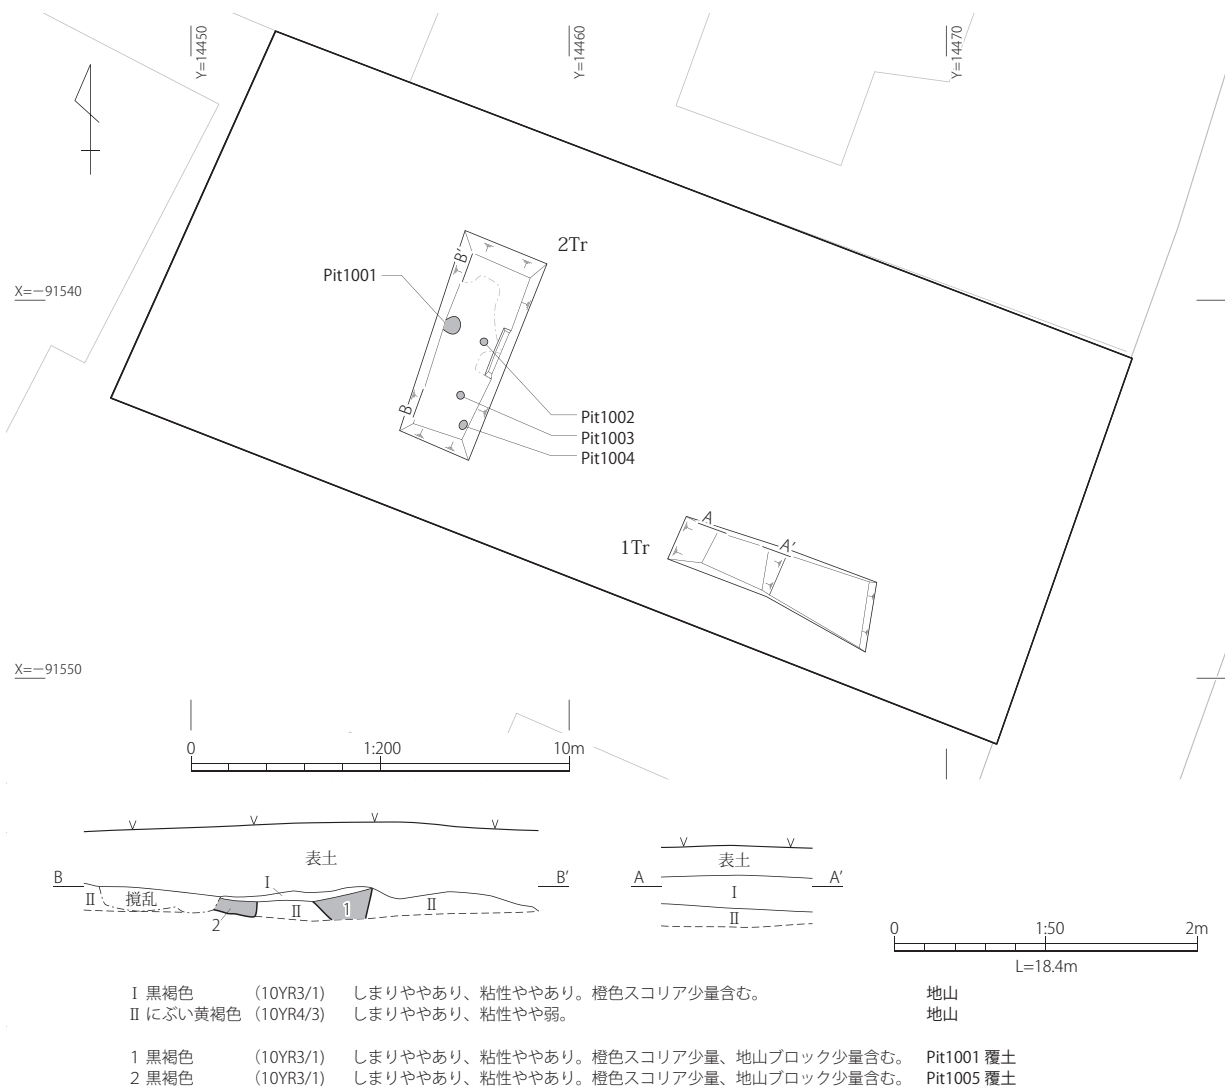 Y=14450
Y=14460
Y=14470
2Tr
B'
Pit1001
X=−91540
B
Pit1002
Pit1003
Pit1004
A
1Tr
A'
X=−91550
0 1:200 10m
表土
B Ⅰ B'
Ⅱ 撹乱 Ⅱ 1 Ⅱ
2
表土
A Ⅰ A'
Ⅱ
0 1:50 2m
L=18.4m
Ⅰ 黒褐色 (10YR3/1) しまりややあり、粘性ややあり。橙色スコリア少量含む。 地山
Ⅱ にぶい黄褐色 (10YR4/3) しまりややあり、粘性やや弱。 地山
1 黒褐色 (10YR3/1) しまりややあり、粘性ややあり。橙色スコリア少量、地山ブロック少量含む。 Pit1001 覆土
2 黒褐色 (10YR3/1) しまりややあり、粘性ややあり。橙色スコリア少量、地山ブロック少量含む。 Pit1005 覆土